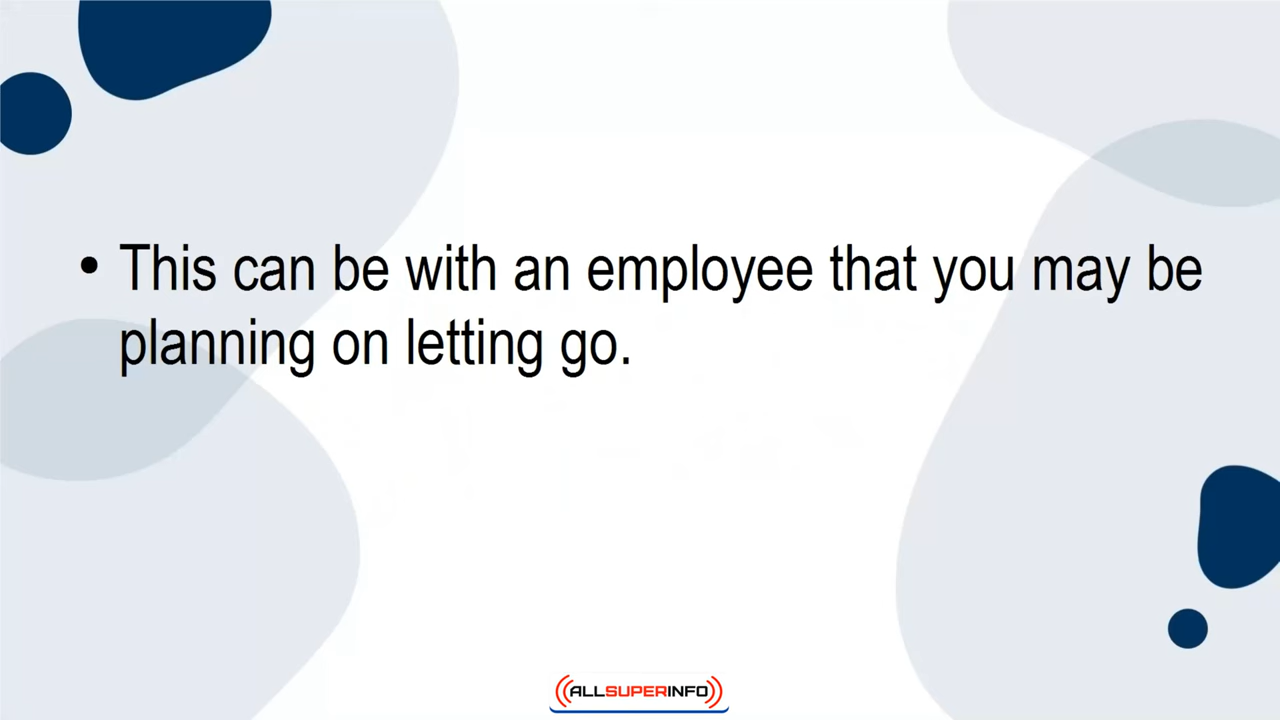 • This can be with an employee that you may be
planning on letting go.
ALLSUPERINFO